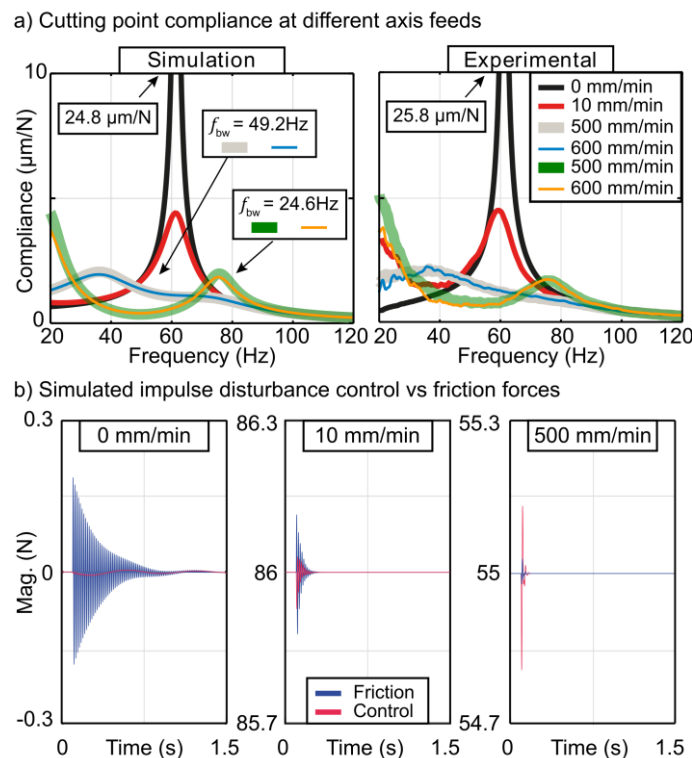 a) Cutting point compliance at different axis feeds
Simulation
Experimental
Compliance (µm/N)
10
0
24.8 µm/N
f_bw = 49.2Hz
f_bw = 24.6Hz
20 40 60 80 100 120
Frequency (Hz)
25.8 µm/N
0 mm/min
10 mm/min
500 mm/min
600 mm/min
500 mm/min
600 mm/min
20 40 60 80 100 120
Frequency (Hz)
b) Simulated impulse disturbance control vs friction forces
Mag. (N)
0.3
0
-0.3
0 mm/min
0 Time (s) 1.5
86.3
86
85.7
10 mm/min
Friction
Control
0 Time (s) 1.5
55.3
55
54.7
500 mm/min
0 Time (s) 1.5